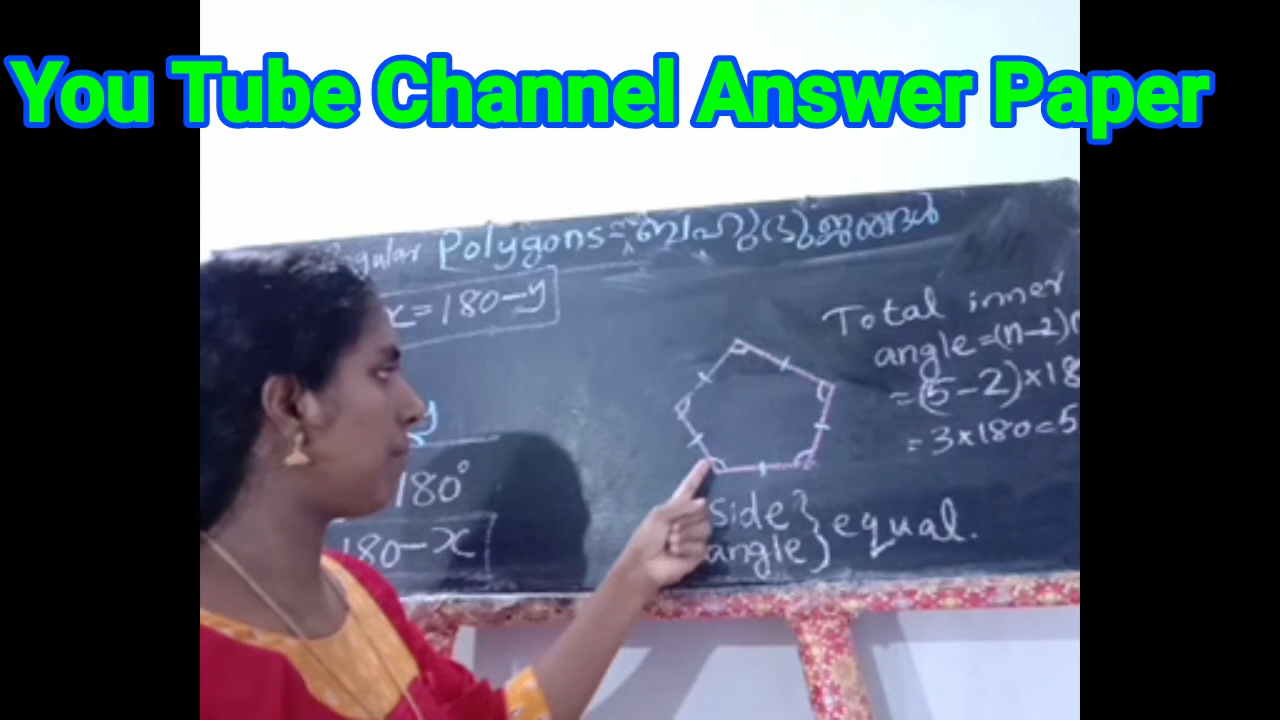 You Tube Channel Answer Paper
Regular Polygons = ബഹുഭുജങ്ങൾ
x = 180 - y
y
180°
180 - x
Total inner
angle = (n-2)
= (5-2) × 18
= 3 × 180 = 5
side } equal.
angle }